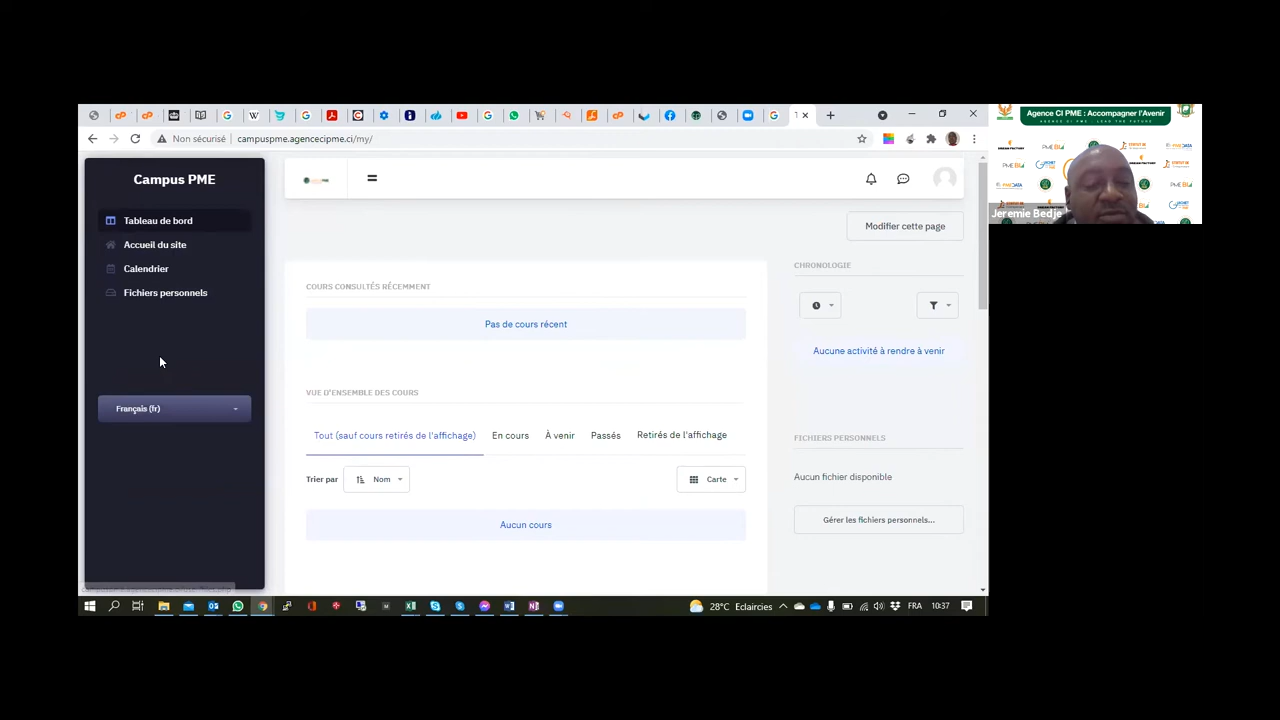 Non sécurisé
campuspme.agencecipme.ci/my/
Campus PME
Tableau de bord
Accueil du site
Calendrier
Fichiers personnels
Français (fr)
Modifier cette page
COURS CONSULTÉS RÉCEMMENT
Pas de cours récent
VUE D'ENSEMBLE DES COURS
Tout (sauf cours retirés de l'affichage)
En cours
À venir
Passés
Retirés de l'affichage
Trier par
Nom
Carte
Aucun cours
CHRONOLOGIE
Aucune activité à rendre à venir
FICHIERS PERSONNELS
Aucun fichier disponible
Gérer les fichiers personnels...
28°C Eclaircies
FRA
10:37
Agence CI PME : Accompagner l'Avenir
Jeremie Bedje